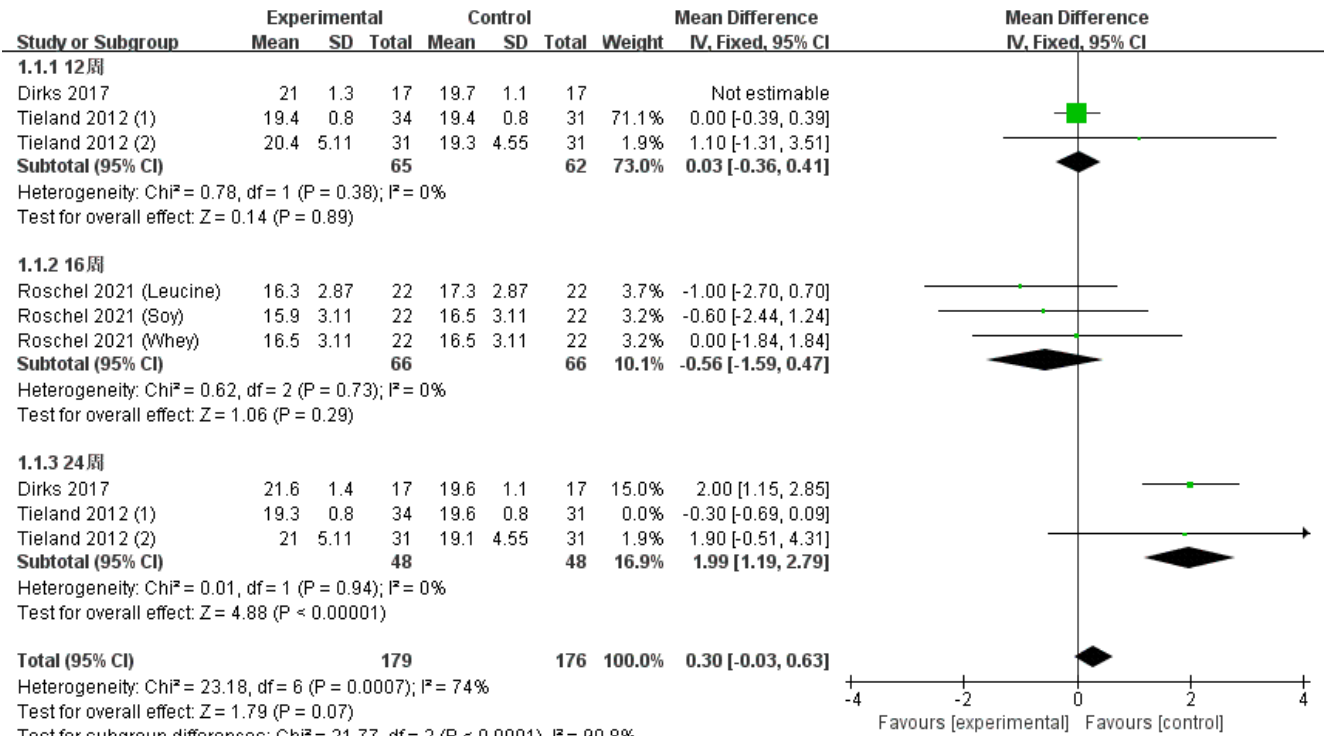 Experimental Control Mean Difference Mean Difference
Study or Subgroup Mean SD Total Mean SD Total Weight IV, Fixed, 95% CI IV, Fixed, 95% CI
1.1.1 12周
Dirks 2017 21 1.3 17 19.7 1.1 17 Not estimable
Tieland 2012 (1) 19.4 0.8 34 19.4 0.8 31 71.1% 0.00 [-0.39, 0.39]
Tieland 2012 (2) 20.4 5.11 31 19.3 4.55 31 1.9% 1.10 [-1.31, 3.51]
Subtotal (95% CI) 65 62 73.0% 0.03 [-0.36, 0.41]
Heterogeneity: Chi² = 0.78, df = 1 (P = 0.38); I² = 0%
Test for overall effect: Z = 0.14 (P = 0.89)
1.1.2 16周
Roschel 2021 (Leucine) 16.3 2.87 22 17.3 2.87 22 3.7% -1.00 [-2.70, 0.70]
Roschel 2021 (Soy) 15.9 3.11 22 16.5 3.11 22 3.2% -0.60 [-2.44, 1.24]
Roschel 2021 (Whey) 16.5 3.11 22 16.5 3.11 22 3.2% 0.00 [-1.84, 1.84]
Subtotal (95% CI) 66 66 10.1% -0.56 [-1.59, 0.47]
Heterogeneity: Chi² = 0.62, df = 2 (P = 0.73); I² = 0%
Test for overall effect: Z = 1.06 (P = 0.29)
1.1.3 24周
Dirks 2017 21.6 1.4 17 19.6 1.1 17 15.0% 2.00 [1.15, 2.85]
Tieland 2012 (1) 19.3 0.8 34 19.6 0.8 31 0.0% -0.30 [-0.69, 0.09]
Tieland 2012 (2) 21 5.11 31 19.1 4.55 31 1.9% 1.90 [-0.51, 4.31]
Subtotal (95% CI) 48 48 16.9% 1.99 [1.19, 2.79]
Heterogeneity: Chi² = 0.01, df = 1 (P = 0.94); I² = 0%
Test for overall effect: Z = 4.88 (P < 0.00001)
Total (95% CI) 179 176 100.0% 0.30 [-0.03, 0.63]
Heterogeneity: Chi² = 23.18, df = 6 (P = 0.0007); I² = 74%
Test for overall effect: Z = 1.79 (P = 0.07)
Test for subgroup differences: Chi² = 21.77, df = 2 (P < 0.0001), I² = 90.8%
-4 -2 0 2 4
Favours [experimental] Favours [control]